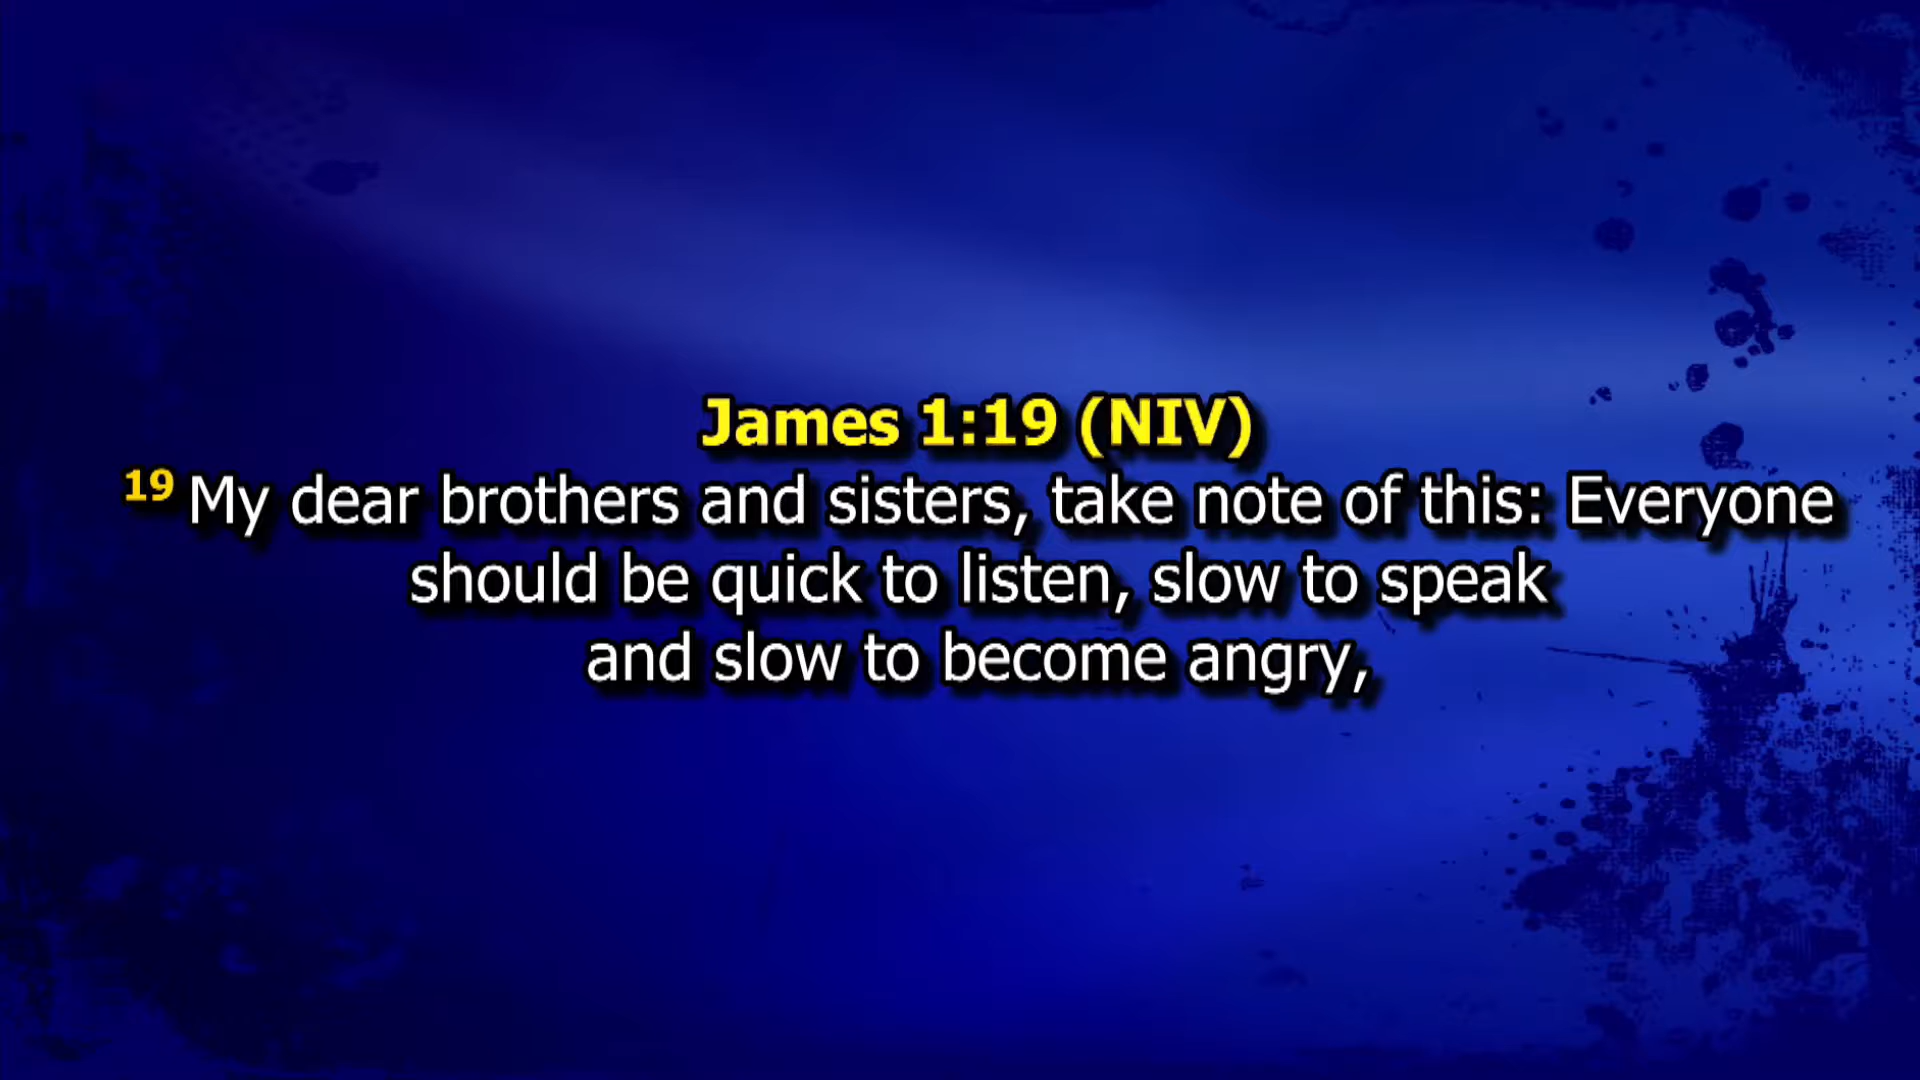 James 1:19 (NIV)
19 My dear brothers and sisters, take note of this: Everyone
should be quick to listen, slow to speak
and slow to become angry,